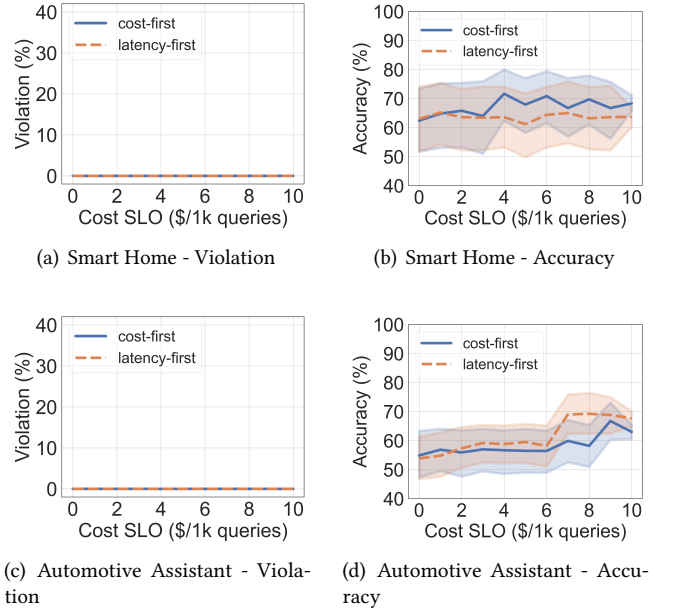 40
30
20
10
0
Violation (%)
cost-first
latency-first
0 2 4 6 8 10
Cost SLO ($/1k queries)
(a) Smart Home - Violation
100
90
80
70
60
50
40
Accuracy (%)
cost-first
latency-first
0 2 4 6 8 10
Cost SLO ($/1k queries)
(b) Smart Home - Accuracy
40
30
20
10
0
Violation (%)
cost-first
latency-first
0 2 4 6 8 10
Cost SLO ($/1k queries)
(c) Automotive Assistant - Viola-
tion
100
90
80
70
60
50
40
Accuracy (%)
cost-first
latency-first
0 2 4 6 8 10
Cost SLO ($/1k queries)
(d) Automotive Assistant - Accu-
racy